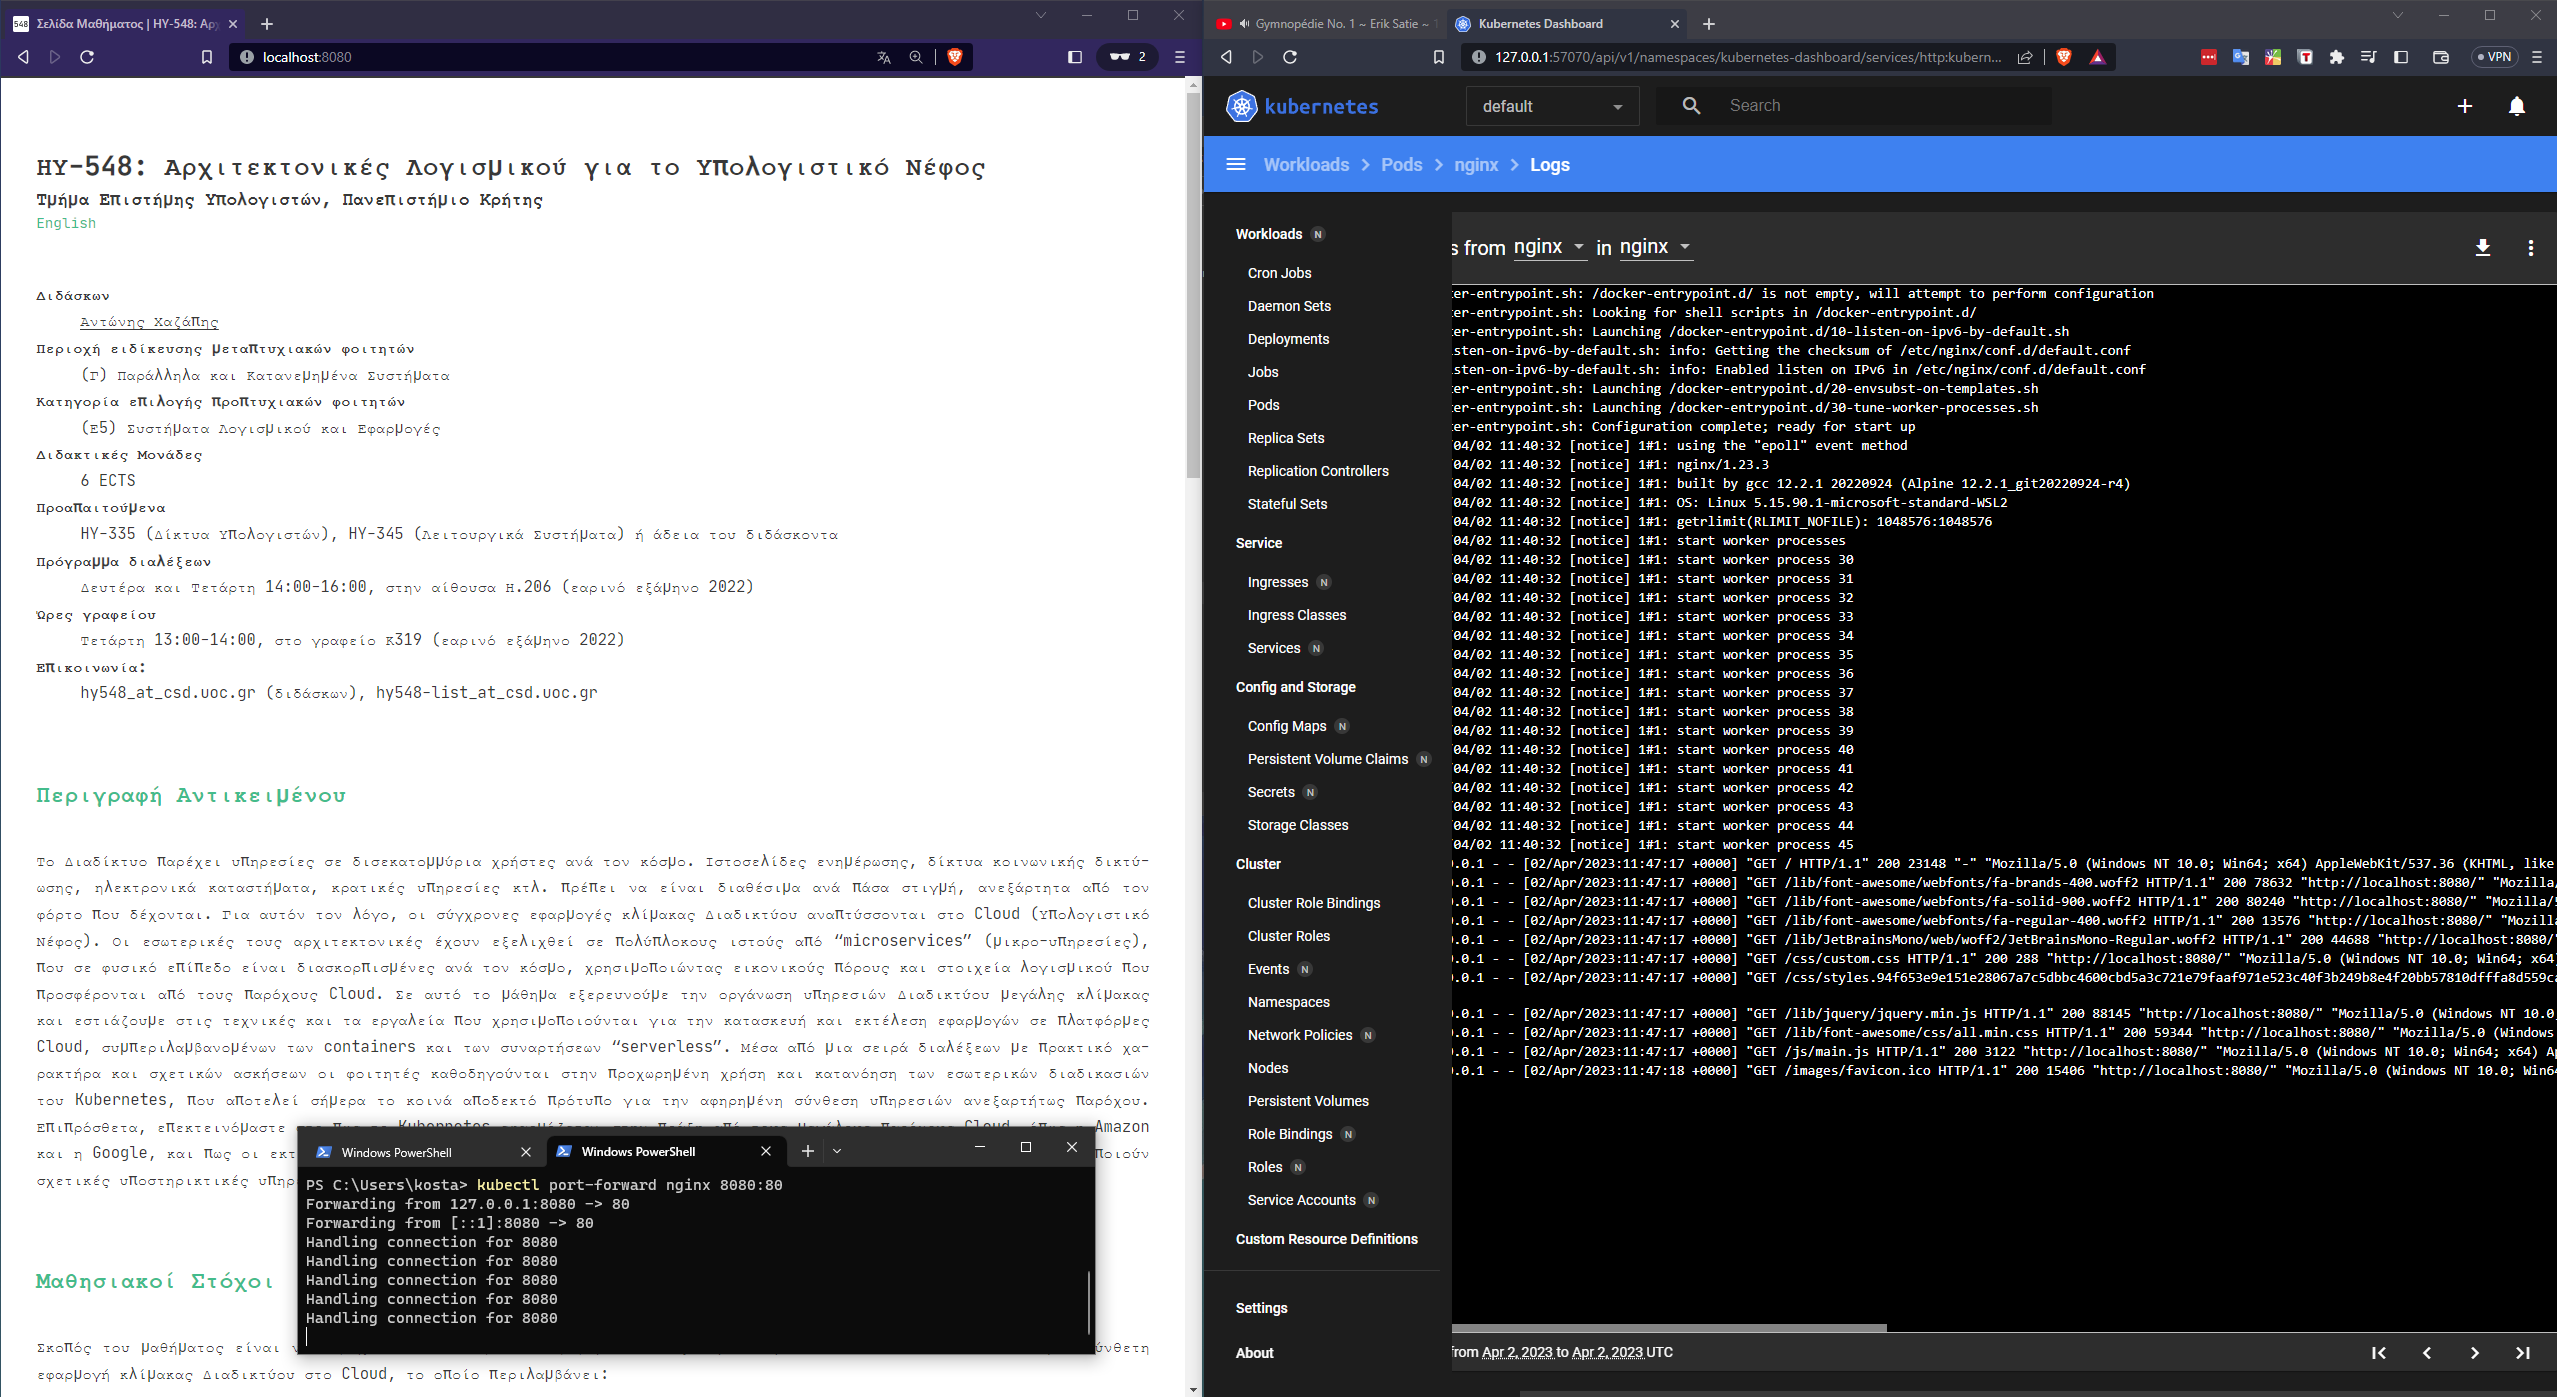 Σελίδα Μαθήματος | HY-548: Αρχ
localhost:8080
2
HY-548: Αρχιτεκτονικές Λογισμικού για το Υπολογιστικό Νέφος
Τμήμα Επιστήμης Υπολογιστών, Πανεπιστήμιο Κρήτης
English
Διδάσκων
Αντώνης Χαζάπης
Περιοχή ειδίκευσης μεταπτυχιακών φοιτητών
(Γ) Παράλληλα και Κατανεμημένα Συστήματα
Κατηγορία επιλογής προπτυχιακών φοιτητών
(Ε5) Συστήματα Λογισμικού και Εφαρμογές
Διδακτικές Μονάδες
6 ECTS
Προαπαιτούμενα
HY-335 (Δίκτυα Υπολογιστών), HY-345 (Λειτουργικά Συστήματα) ή άδεια του διδάσκοντα
Πρόγραμμα διαλέξεων
Δευτέρα και Τετάρτη 14:00-16:00, στην αίθουσα Η.206 (εαρινό εξάμηνο 2022)
Ώρες γραφείου
Τετάρτη 13:00-14:00, στο γραφείο Κ319 (εαρινό εξάμηνο 2022)
Επικοινωνία:
hy548_at_csd.uoc.gr (διδάσκων), hy548-list_at_csd.uoc.gr
Περιγραφή Αντικειμένου
Το Διαδίκτυο παρέχει υπηρεσίες σε δισεκατομμύρια χρήστες ανά τον κόσμο. Ιστοσελίδες ενημέρωσης, δίκτυα κοινωνικής δικτύ-
ωσης, ηλεκτρονικά καταστήματα, κρατικές υπηρεσίες κτλ. πρέπει να είναι διαθέσιμα ανά πάσα στιγμή, ανεξάρτητα από τον
φόρτο που δέχονται. Για αυτόν τον λόγο, οι σύγχρονες εφαρμογές κλίμακας Διαδικτύου αναπτύσσονται στο Cloud (Υπολογιστικό
Νέφος). Οι εσωτερικές τους αρχιτεκτονικές έχουν εξελιχθεί σε πολύπλοκους ιστούς από “microservices” (μικρο-υπηρεσίες),
που σε φυσικό επίπεδο είναι διασκορπισμένες ανά τον κόσμο, χρησιμοποιώντας εικονικούς πόρους και στοιχεία λογισμικού που
προσφέρονται από τους παρόχους Cloud. Σε αυτό το μάθημα εξερευνούμε την οργάνωση υπηρεσιών Διαδικτύου μεγάλης κλίμακας
και εστιάζουμε στις τεχνικές και τα εργαλεία που χρησιμοποιούνται για την κατασκευή και εκτέλεση εφαρμογών σε πλατφόρμες
Cloud, συμπεριλαμβανομένων των containers και των συναρτήσεων “serverless”. Μέσα από μια σειρά διαλέξεων με πρακτικό χα-
ρακτήρα και σχετικών ασκήσεων οι φοιτητές καθοδηγούνται στην προχωρημένη χρήση και κατανόηση των εσωτερικών διαδικασιών
του Kubernetes, που αποτελεί σήμερα το κοινά αποδεκτό πρότυπο για την αφηρημένη σύνθεση υπηρεσιών ανεξαρτήτως παρόχου.
Επιπρόσθετα, επεκτεινόμαστε Amazon
και η Google, και πως οι εκτ ποιούν
σχετικές υποστηρικτικές υπηρ
Μαθησιακοί Στόχοι
Σκοπός του μαθήματος είναι ύνθετη
εφαρμογή κλίμακας Διαδικτύου στο Cloud, το οποίο περιλαμβάνει:
Windows PowerShell
Windows PowerShell
PS C:\Users\kosta> kubectl port-forward nginx 8080:80
Forwarding from 127.0.0.1:8080 -> 80
Forwarding from [::1]:8080 -> 80
Handling connection for 8080
Handling connection for 8080
Handling connection for 8080
Handling connection for 8080
Handling connection for 8080
Gymnopédie No. 1 ~ Erik Satie ~
Kubernetes Dashboard
127.0.0.1:57070/api/v1/namespaces/kubernetes-dashboard/services/http:kubern...
VPN
kubernetes
default
Search
Workloads > Pods > nginx > Logs
Workloads N
Cron Jobs
Daemon Sets
Deployments
Jobs
Pods
Replica Sets
Replication Controllers
Stateful Sets
Service
Ingresses N
Ingress Classes
Services N
Config and Storage
Config Maps N
Persistent Volume Claims N
Secrets N
Storage Classes
Cluster
Cluster Role Bindings
Cluster Roles
Events N
Namespaces
Network Policies N
Nodes
Persistent Volumes
Role Bindings N
Roles N
Service Accounts N
Custom Resource Definitions
Settings
About
s from nginx in nginx
er-entrypoint.sh: /docker-entrypoint.d/ is not empty, will attempt to perform configuration
er-entrypoint.sh: Looking for shell scripts in /docker-entrypoint.d/
er-entrypoint.sh: Launching /docker-entrypoint.d/10-listen-on-ipv6-by-default.sh
sten-on-ipv6-by-default.sh: info: Getting the checksum of /etc/nginx/conf.d/default.conf
sten-on-ipv6-by-default.sh: info: Enabled listen on IPv6 in /etc/nginx/conf.d/default.conf
er-entrypoint.sh: Launching /docker-entrypoint.d/20-envsubst-on-templates.sh
er-entrypoint.sh: Launching /docker-entrypoint.d/30-tune-worker-processes.sh
er-entrypoint.sh: Configuration complete; ready for start up
/04/02 11:40:32 [notice] 1#1: using the "epoll" event method
/04/02 11:40:32 [notice] 1#1: nginx/1.23.3
/04/02 11:40:32 [notice] 1#1: built by gcc 12.2.1 20220924 (Alpine 12.2.1_git20220924-r4)
/04/02 11:40:32 [notice] 1#1: OS: Linux 5.15.90.1-microsoft-standard-WSL2
/04/02 11:40:32 [notice] 1#1: getrlimit(RLIMIT_NOFILE): 1048576:1048576
/04/02 11:40:32 [notice] 1#1: start worker processes
/04/02 11:40:32 [notice] 1#1: start worker process 30
/04/02 11:40:32 [notice] 1#1: start worker process 31
/04/02 11:40:32 [notice] 1#1: start worker process 32
/04/02 11:40:32 [notice] 1#1: start worker process 33
/04/02 11:40:32 [notice] 1#1: start worker process 34
/04/02 11:40:32 [notice] 1#1: start worker process 35
/04/02 11:40:32 [notice] 1#1: start worker process 36
/04/02 11:40:32 [notice] 1#1: start worker process 37
/04/02 11:40:32 [notice] 1#1: start worker process 38
/04/02 11:40:32 [notice] 1#1: start worker process 39
/04/02 11:40:32 [notice] 1#1: start worker process 40
/04/02 11:40:32 [notice] 1#1: start worker process 41
/04/02 11:40:32 [notice] 1#1: start worker process 42
/04/02 11:40:32 [notice] 1#1: start worker process 43
/04/02 11:40:32 [notice] 1#1: start worker process 44
/04/02 11:40:32 [notice] 1#1: start worker process 45
.0.1 - - [02/Apr/2023:11:47:17 +0000] "GET / HTTP/1.1" 200 23148 "-" "Mozilla/5.0 (Windows NT 10.0; Win64; x64) AppleWebKit/537.36 (KHTML, like
.0.1 - - [02/Apr/2023:11:47:17 +0000] "GET /lib/font-awesome/webfonts/fa-brands-400.woff2 HTTP/1.1" 200 78632 "http://localhost:8080/" "Mozilla/
.0.1 - - [02/Apr/2023:11:47:17 +0000] "GET /lib/font-awesome/webfonts/fa-solid-900.woff2 HTTP/1.1" 200 80240 "http://localhost:8080/" "Mozilla/5
.0.1 - - [02/Apr/2023:11:47:17 +0000] "GET /lib/font-awesome/webfonts/fa-regular-400.woff2 HTTP/1.1" 200 13576 "http://localhost:8080/" "Mozill
.0.1 - - [02/Apr/2023:11:47:17 +0000] "GET /lib/JetBrainsMono/web/woff2/JetBrainsMono-Regular.woff2 HTTP/1.1" 200 44688 "http://localhost:8080/"
.0.1 - - [02/Apr/2023:11:47:17 +0000] "GET /css/custom.css HTTP/1.1" 200 288 "http://localhost:8080/" "Mozilla/5.0 (Windows NT 10.0; Win64; x64)
.0.1 - - [02/Apr/2023:11:47:17 +0000] "GET /css/styles.94f653e9e151e28067a7c5dbbc4600cbd5a3c721e79faaf971e523c40f3b249b8e4f20bb57810dfffa8d559ca
.0.1 - - [02/Apr/2023:11:47:17 +0000] "GET /lib/jquery/jquery.min.js HTTP/1.1" 200 88145 "http://localhost:8080/" "Mozilla/5.0 (Windows NT 10.0;
.0.1 - - [02/Apr/2023:11:47:17 +0000] "GET /lib/font-awesome/css/all.min.css HTTP/1.1" 200 59344 "http://localhost:8080/" "Mozilla/5.0 (Windows
.0.1 - - [02/Apr/2023:11:47:17 +0000] "GET /js/main.js HTTP/1.1" 200 3122 "http://localhost:8080/" "Mozilla/5.0 (Windows NT 10.0; Win64; x64) Ap
.0.1 - - [02/Apr/2023:11:47:18 +0000] "GET /images/favicon.ico HTTP/1.1" 200 15406 "http://localhost:8080/" "Mozilla/5.0 (Windows NT 10.0; Win64
from Apr 2, 2023 to Apr 2, 2023 UTC